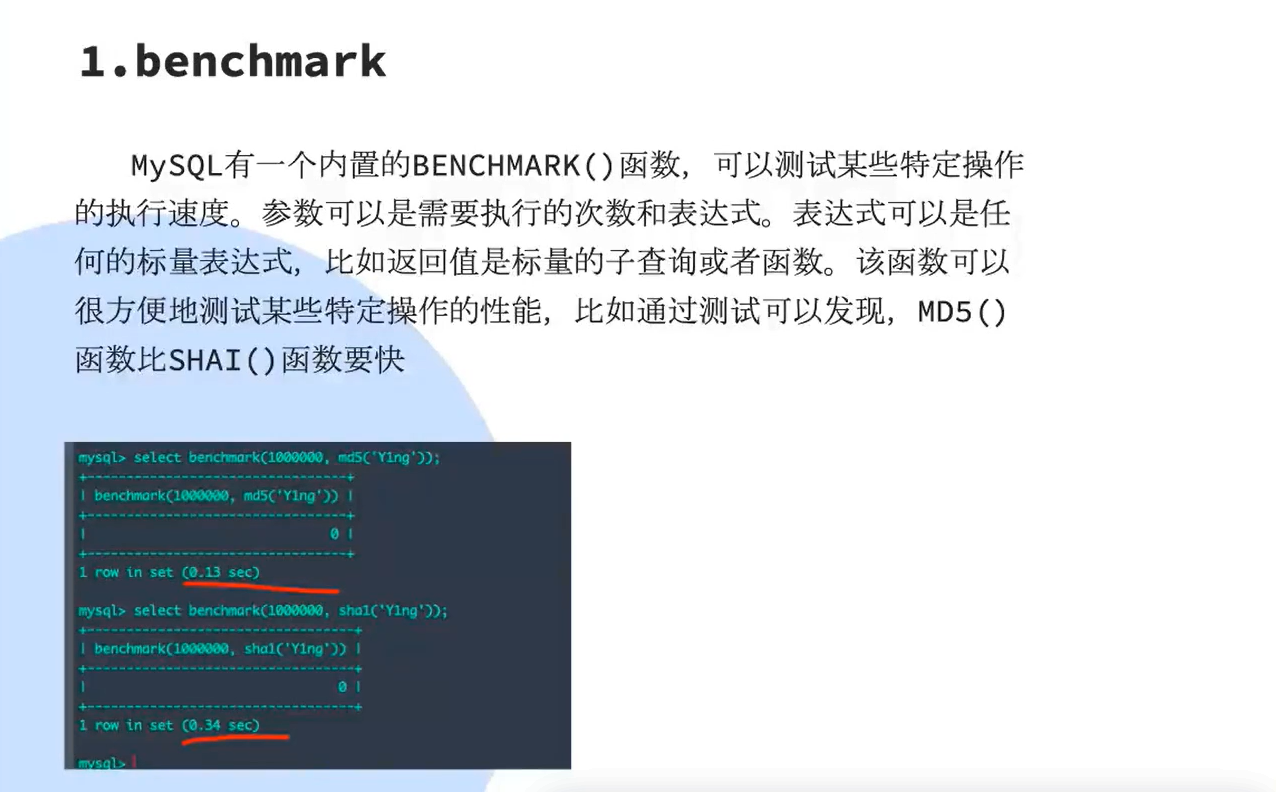 1.benchmark
MySQL有一个内置的BENCHMARK()函数，可以测试某些特定操作
的执行速度。参数可以是需要执行的次数和表达式。表达式可以是任
何的标量表达式，比如返回值是标量的子查询或者函数。该函数可以
很方便地测试某些特定操作的性能，比如通过测试可以发现，MD5()
函数比SHAI()函数要快
mysql> select benchmark(1000000, md5('Y1ng'));
+---------------------------------+
| benchmark(1000000, md5('Y1ng')) |
+---------------------------------+
|                               0 |
+---------------------------------+
1 row in set (0.13 sec)
mysql> select benchmark(1000000, sha1('Y1ng'));
+----------------------------------+
| benchmark(1000000, sha1('Y1ng')) |
+----------------------------------+
|                                0 |
+----------------------------------+
1 row in set (0.34 sec)
mysql>